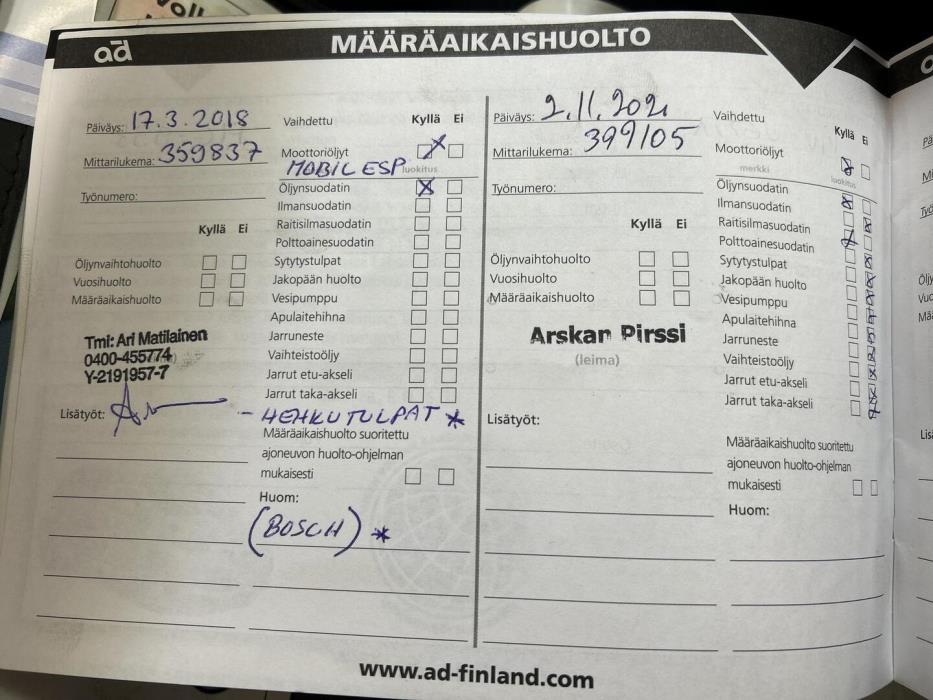 ad
MÄÄRÄAIKAISHUOLTO
Päiväys: 17.3.2018
Mittarilukema: 359837
Työnumero:
Kyllä Ei
Öljynvaihtohuolto
Vuosihuolto
Määräaikaishuolto
Tmi: Ari Matilainen
0400-455774
Y-2191957-7
Lisätyöt:
Vaihdettu Kyllä Ei
Moottoriöljyt
MOBIL ESP luokitus
Öljynsuodatin
Ilmansuodatin
Raitisilmasuodatin
Polttoainesuodatin
Sytytystulpat
Jakopään huolto
Vesipumppu
Apulaitehihna
Jarruneste
Vaihteistoöljy
Jarrut etu-akseli
Jarrut taka-akseli
- HEHKUTULPAT *
Määräaikaishuolto suoritettu
ajoneuvon huolto-ohjelman
mukaisesti
Huom:
(BOSCH) *
Päiväys: 2.11.2021
Mittarilukema: 399105
Työnumero:
Kyllä Ei
Öljynvaihtohuolto
Vuosihuolto
Määräaikaishuolto
Arskan Pirssi
(leima)
Lisätyöt:
Vaihdettu Kyllä Ei
Moottoriöljyt
merkki luokitus
Öljynsuodatin
Ilmansuodatin
Raitisilmasuodatin
Polttoainesuodatin
Sytytystulpat
Jakopään huolto
Vesipumppu
Apulaitehihna
Jarruneste
Vaihteistoöljy
Jarrut etu-akseli
Jarrut taka-akseli
Määräaikaishuolto suoritettu
ajoneuvon huolto-ohjelman
mukaisesti
Huom:
www.ad-finland.com